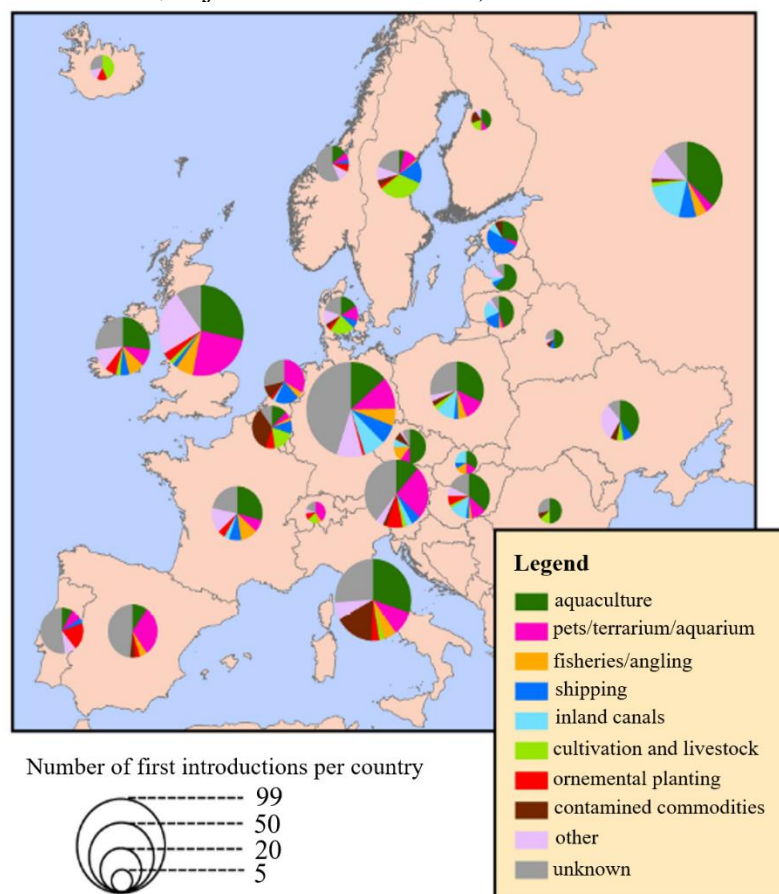 Legend
aquaculture
pets/terrarium/aquarium
fisheries/angling
shipping
inland canals
cultivation and livestock
ornemental planting
contamined commodities
other
unknown
Number of first introductions per country
99
50
20
5